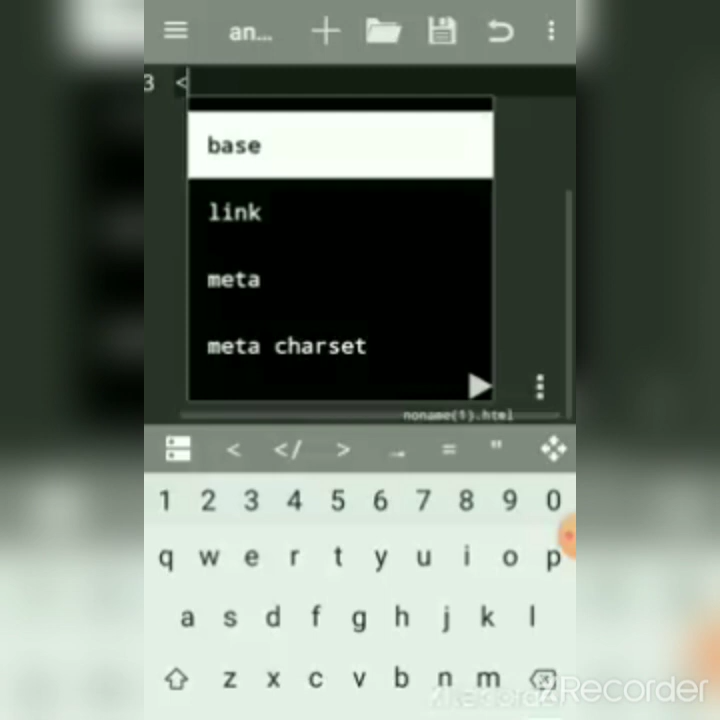 an...
3 <
base
link
meta
meta charset
noname(1).html
< </ > = "
1 2 3 4 5 6 7 8 9 0
q w e r t y u i o p
a s d f g h j k l
z x c v b n m
XRecorder